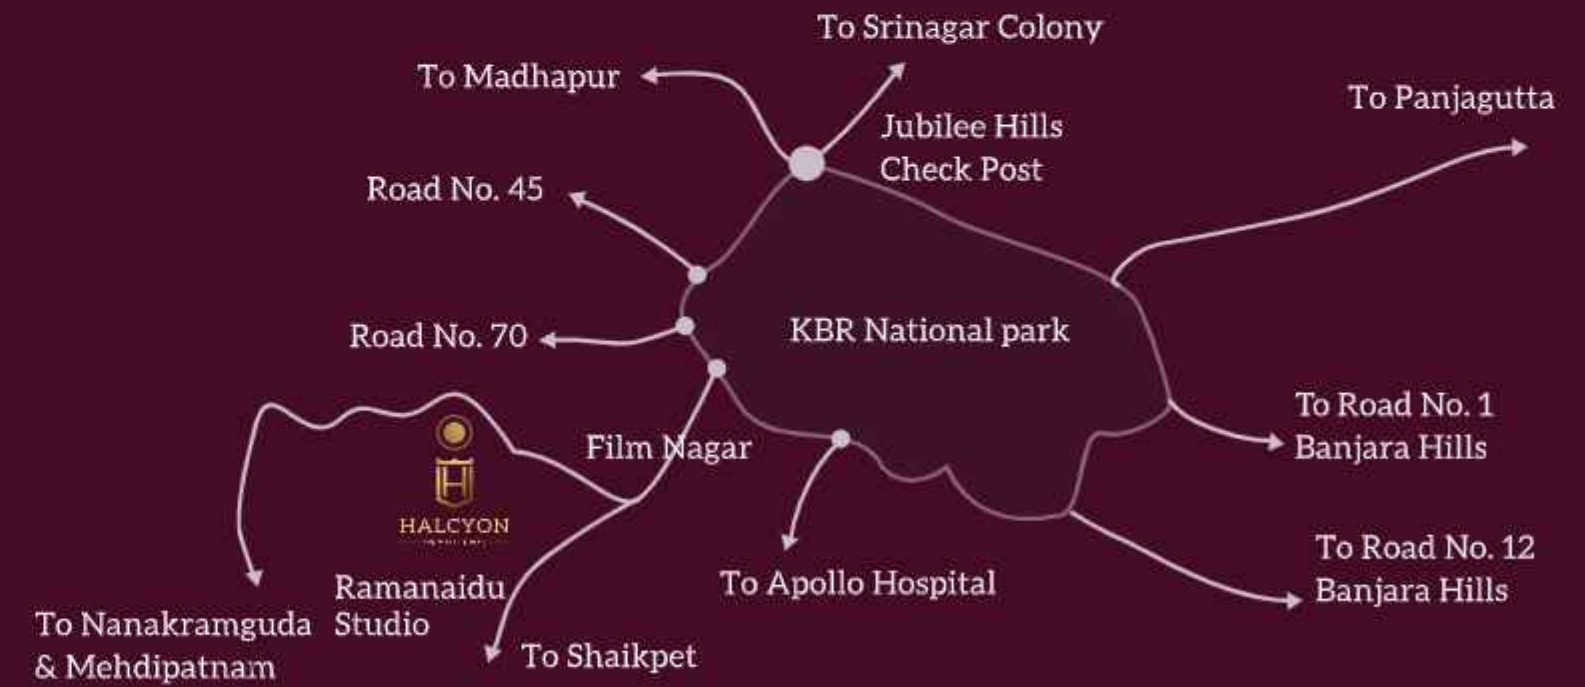 To Srinagar Colony
To Madhapur
To Panjagutta
Jubilee Hills
Check Post
Road No. 45
KBR National park
Road No. 70
To Road No. 1
Banjara Hills
Film Nagar
HALCYON
To Road No. 12
Banjara Hills
To Apollo Hospital
Ramanaidu
Studio
To Nanakramguda
& Mehdipatnam
To Shaikpet